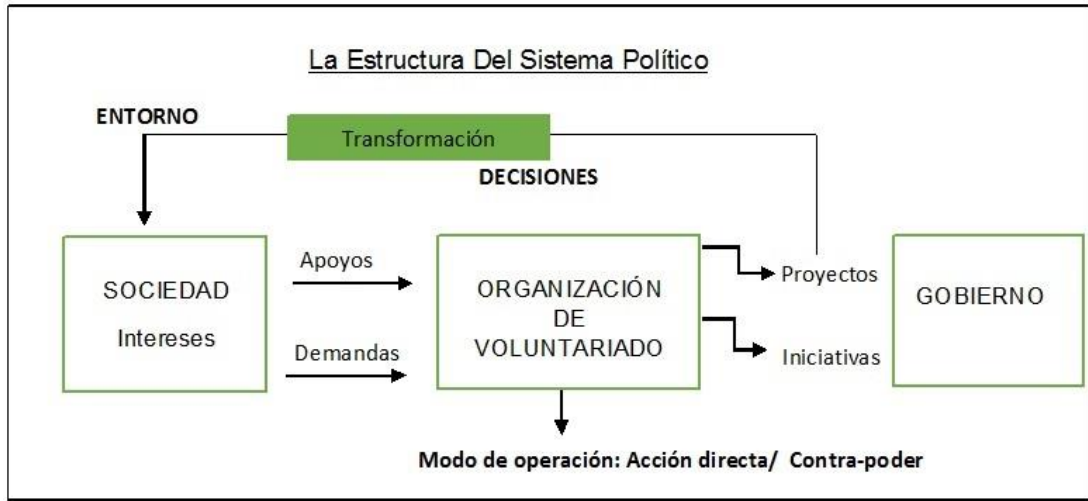 La Estructura Del Sistema Político
ENTORNO
Transformación
DECISIONES
SOCIEDAD
Intereses
Apoyos
Demandas
ORGANIZACIÓN
DE
VOLUNTARIADO
Proyectos
Iniciativas
GOBIERNO
Modo de operación: Acción directa/ Contra-poder